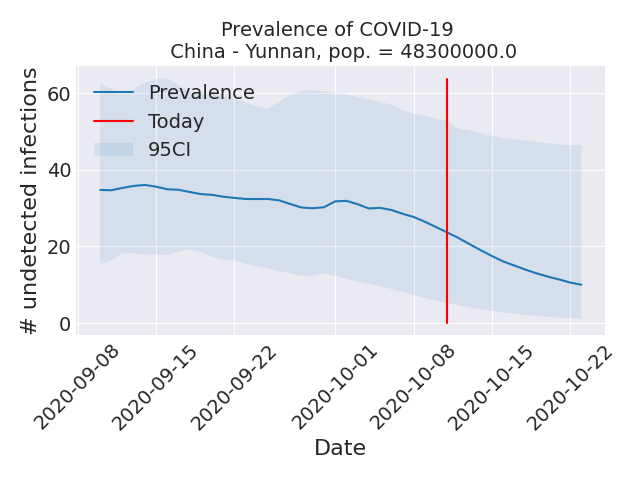 Prevalence of COVID-19
China - Yunnan, pop. = 48300000.0
# undetected infections
60
40
20
0
Prevalence
Today
95CI
2020-09-08
2020-09-15
2020-09-22
2020-10-01
2020-10-08
2020-10-15
2020-10-22
Date